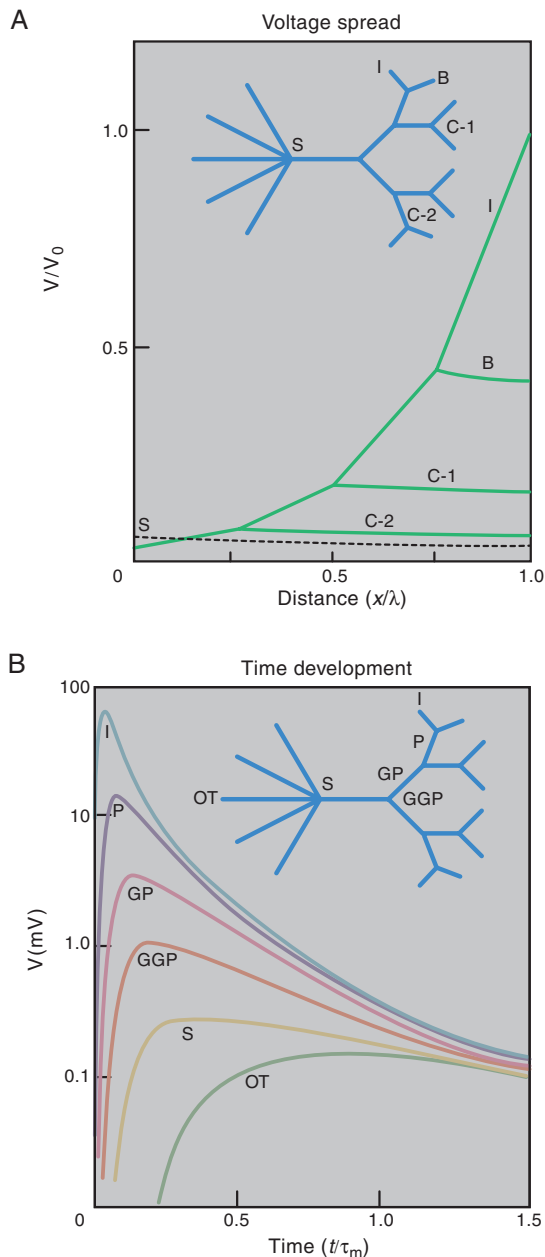 A
Voltage spread
I
B
1.0
S
C-1
C-2
I
V/V0
0.5
B
C-1
S
C-2
0
0.5
1.0
Distance (x/λ)
B
Time development
100
I
I
P
GP
OT
S
GGP
10
P
GP
V(mV)
1.0
GGP
S
0.1
OT
0
0.5
1.0
1.5
Time (t/τm)